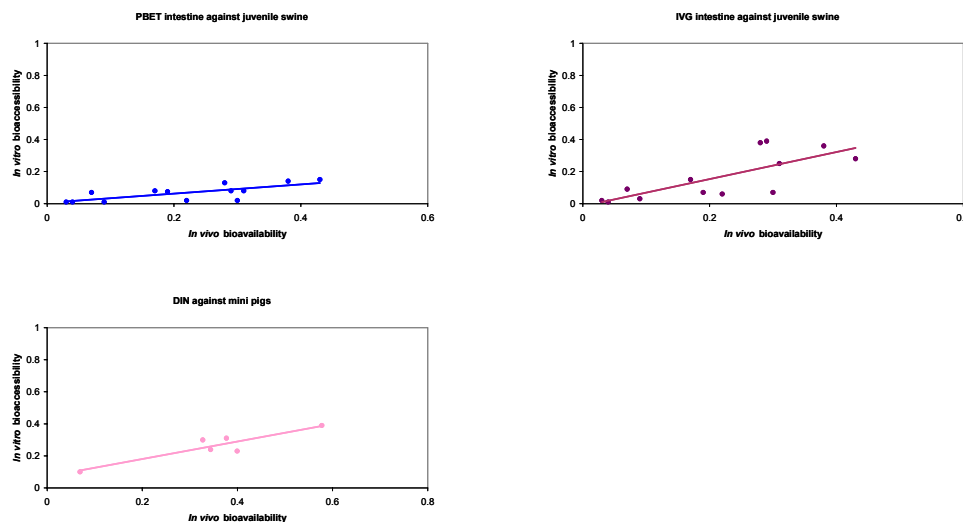 PBET intestine against juvenile swine
1
0.8
0.6
0.4
0.2
0
0 0.2 0.4 0.6
In vitro bioaccessibility
In vivo bioavailability
IVG intestine against juvenile swine
1
0.8
0.6
0.4
0.2
0
0 0.2 0.4
In vitro bioaccessibility
In vivo bioavailability
DIN against mini pigs
1
0.8
0.6
0.4
0.2
0
0 0.2 0.4 0.6 0.8
In vitro bioaccessibility
In vivo bioavailability